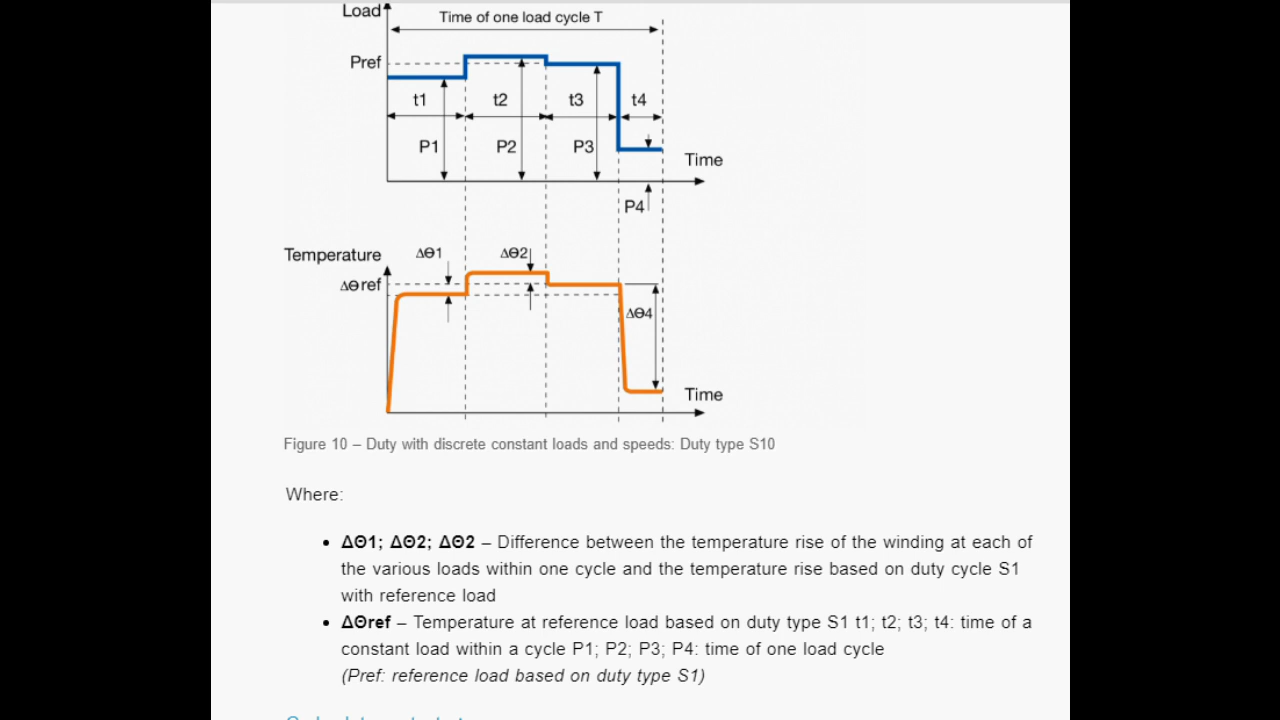 Load
Time of one load cycle T
Pref
t1 t2 t3 t4
P1 P2 P3
Time
P4
Temperature ΔΘ1 ΔΘ2
ΔΘ ref
ΔΘ4
Time
Figure 10 – Duty with discrete constant loads and speeds: Duty type S10
Where:
• ΔΘ1; ΔΘ2; ΔΘ2 – Difference between the temperature rise of the winding at each of
the various loads within one cycle and the temperature rise based on duty cycle S1
with reference load
• ΔΘref – Temperature at reference load based on duty type S1 t1; t2; t3; t4: time of a
constant load within a cycle P1; P2; P3; P4: time of one load cycle
(Pref: reference load based on duty type S1)